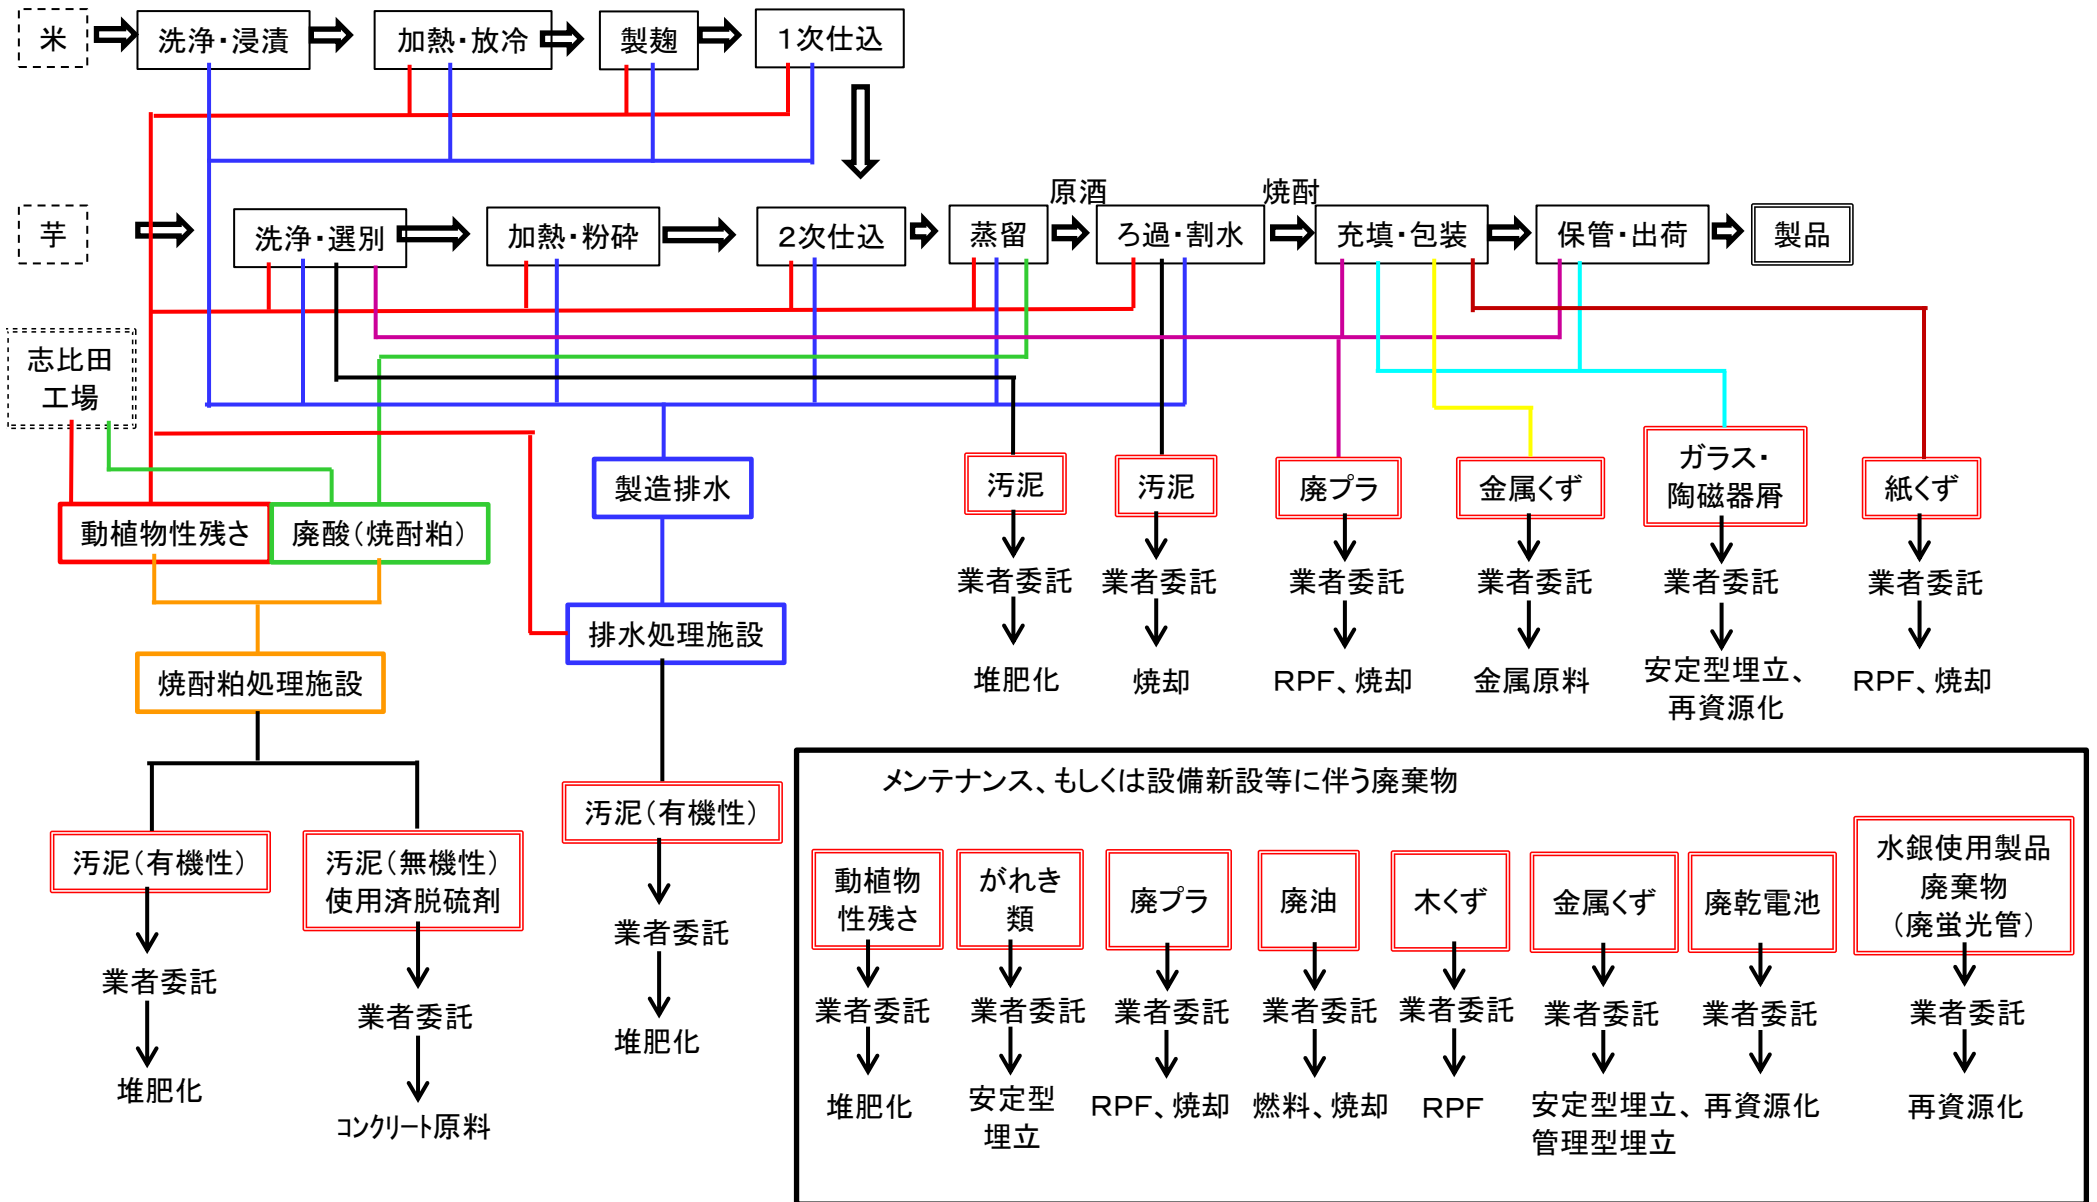 米
洗浄・浸漬
加熱・放冷
製麹
１次仕込
原酒
焼酎
芋
洗浄・選別
加熱・粉砕
２次仕込
蒸留
ろ過・割水
充填・包装
保管・出荷
製品
志比田
工場
動植物性残さ
廃酸（焼酎粕）
製造排水
汚泥
汚泥
廃プラ
金属くず
ガラス・
陶磁器屑
紙くず
業者委託
業者委託
業者委託
業者委託
業者委託
業者委託
排水処理施設
焼酎粕処理施設
堆肥化
焼却
ＲＰＦ、焼却
金属原料
安定型埋立、
再資源化
ＲＰＦ、焼却
汚泥（有機性）
汚泥（無機性）
使用済脱硫剤
汚泥（有機性）
業者委託
業者委託
業者委託
堆肥化
コンクリート原料
堆肥化
メンテナンス、もしくは設備新設等に伴う廃棄物
動植物
性残さ
がれき
類
廃プラ
廃油
木くず
金属くず
廃乾電池
水銀使用製品
廃棄物
（廃蛍光管）
業者委託
業者委託
業者委託
業者委託
業者委託
業者委託
業者委託
業者委託
堆肥化
安定型
埋立
ＲＰＦ、焼却
燃料、焼却
ＲＰＦ
安定型埋立、
管理型埋立
再資源化
再資源化